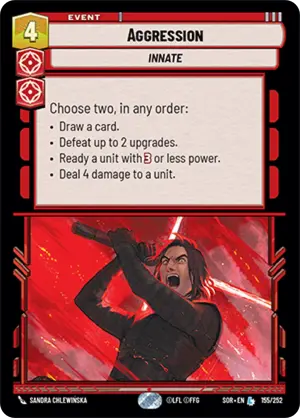 EVENT
4
AGGRESSION
INNATE
Choose two, in any order:
• Draw a card.
• Defeat up to 2 upgrades.
• Ready a unit with 3 or less power.
• Deal 4 damage to a unit.
SANDRA CHLEWIŃSKA
©LFL ©FFG
SOR • EN
L
155/252